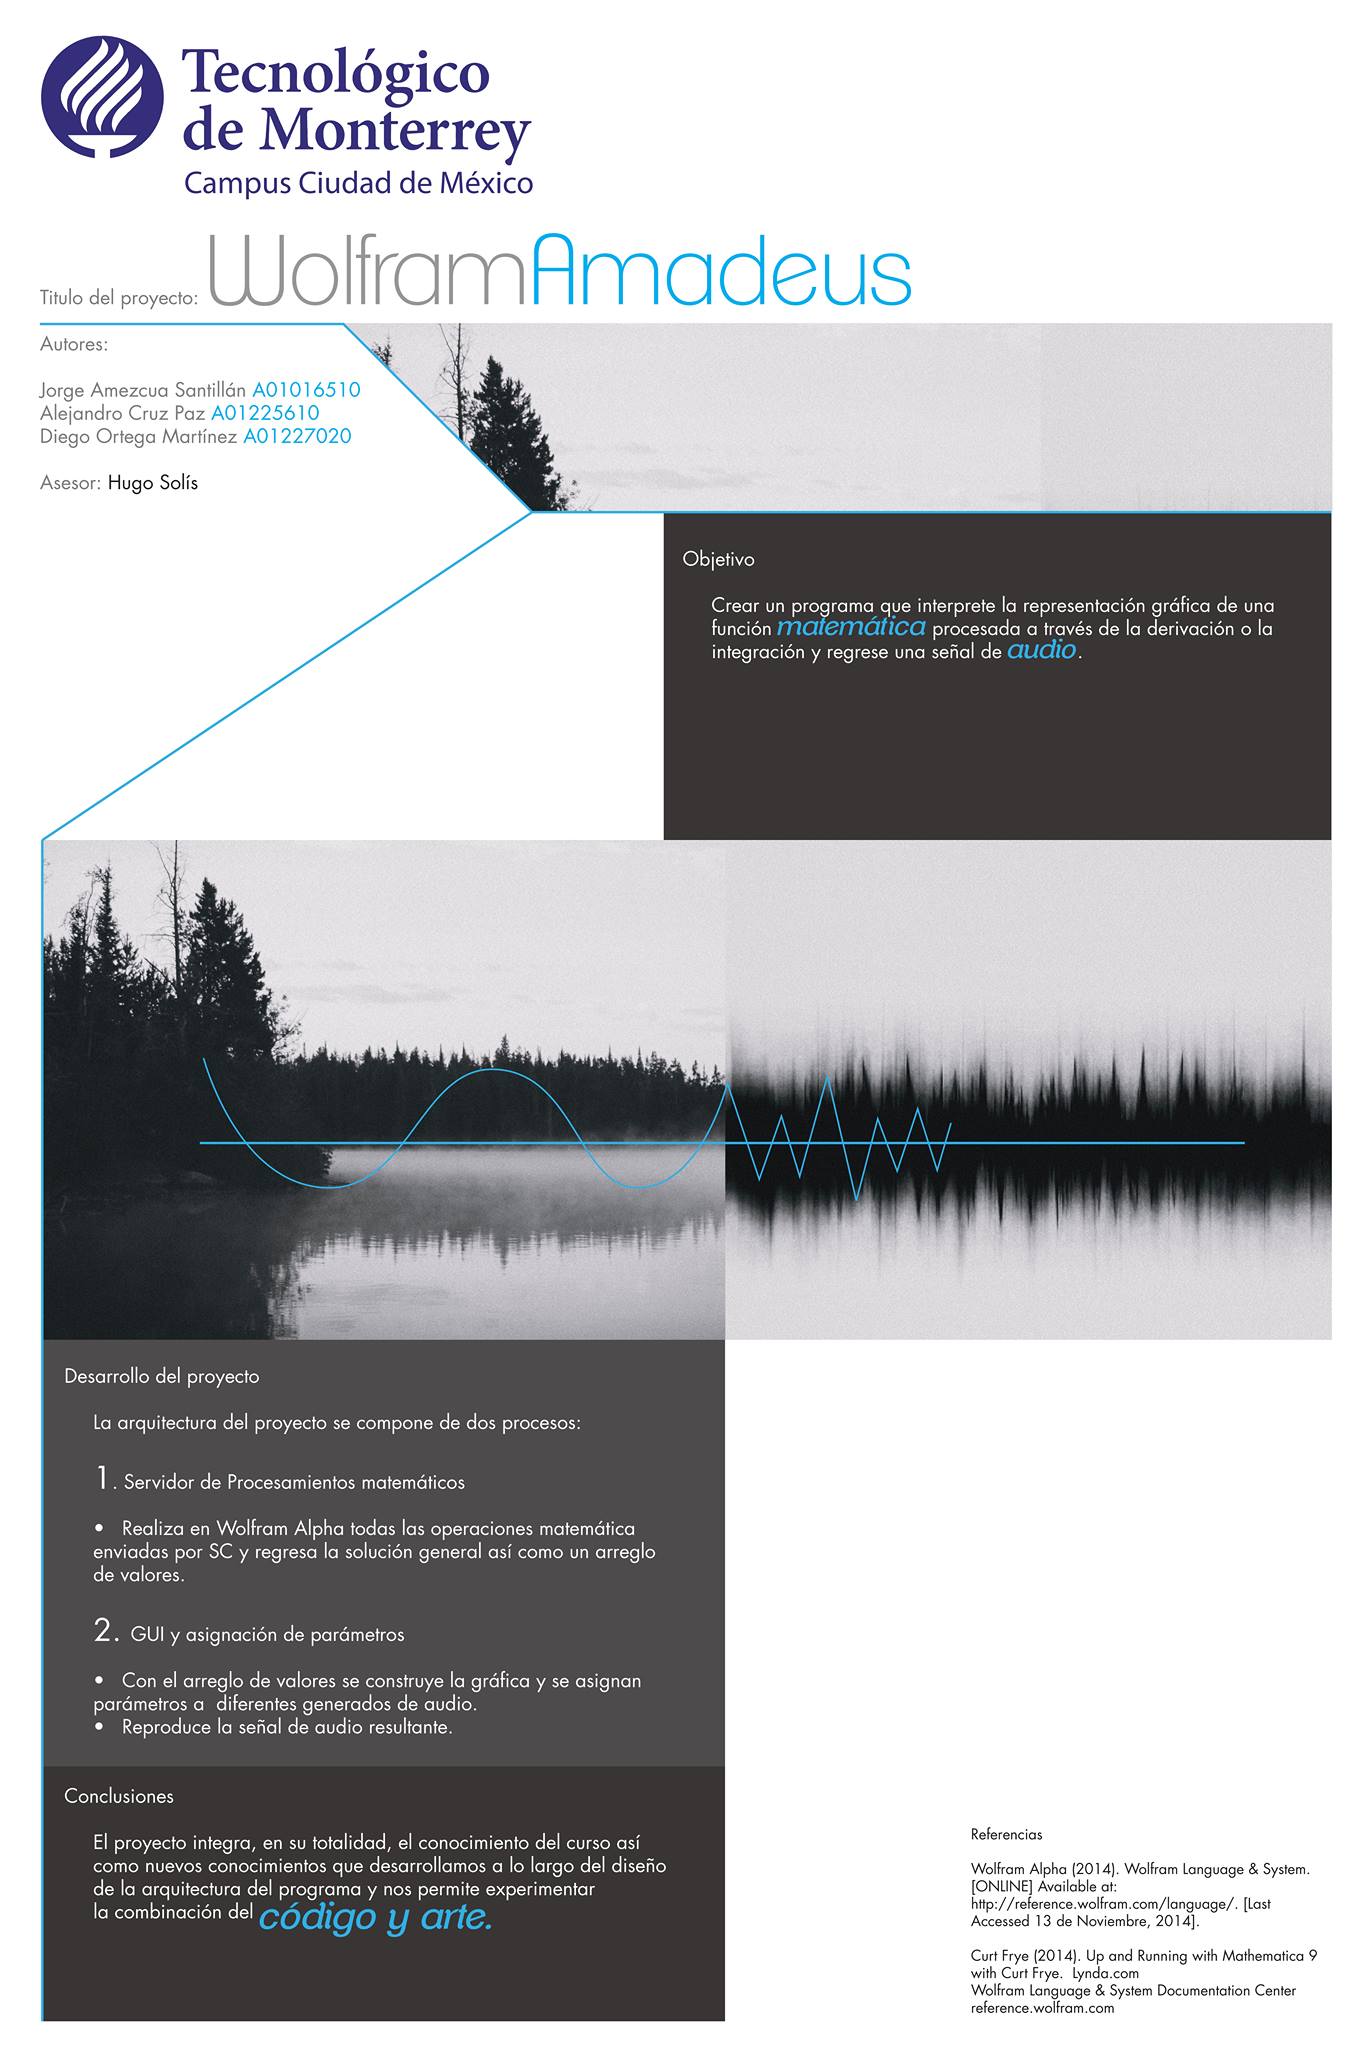 Tecnológico
de Monterrey
Campus Ciudad de México
Titulo del proyecto: WolframAmadeus
Autores:
Jorge Amezcua Santillán A01016510
Alejandro Cruz Paz A01225610
Diego Ortega Martínez A01227020
Asesor: Hugo Solís
Objetivo
Crear un programa que interprete la representación gráfica de una
función matemática procesada a través de la derivación o la
integración y regrese una señal de audio.
Desarrollo del proyecto
La arquitectura del proyecto se compone de dos procesos:
1. Servidor de Procesamientos matemáticos
• Realiza en Wolfram Alpha todas las operaciones matemática
enviadas por SC y regresa la solución general así como un arreglo
de valores.
2. GUI y asignación de parámetros
• Con el arreglo de valores se construye la gráfica y se asignan
parámetros a diferentes generados de audio.
• Reproduce la señal de audio resultante.
Conclusiones
El proyecto integra, en su totalidad, el conocimiento del curso así
como nuevos conocimientos que desarrollamos a lo largo del diseño
de la arquitectura del programa y nos permite experimentar
la combinación del código y arte.
Referencias
Wolfram Alpha (2014). Wolfram Language & System.
[ONLINE] Available at:
http://reference.wolfram.com/language/. [Last
Accessed 13 de Noviembre, 2014].
Curt Frye (2014). Up and Running with Mathematica 9
with Curt Frye. Lynda.com
Wolfram Language & System Documentation Center
reference.wolfram.com